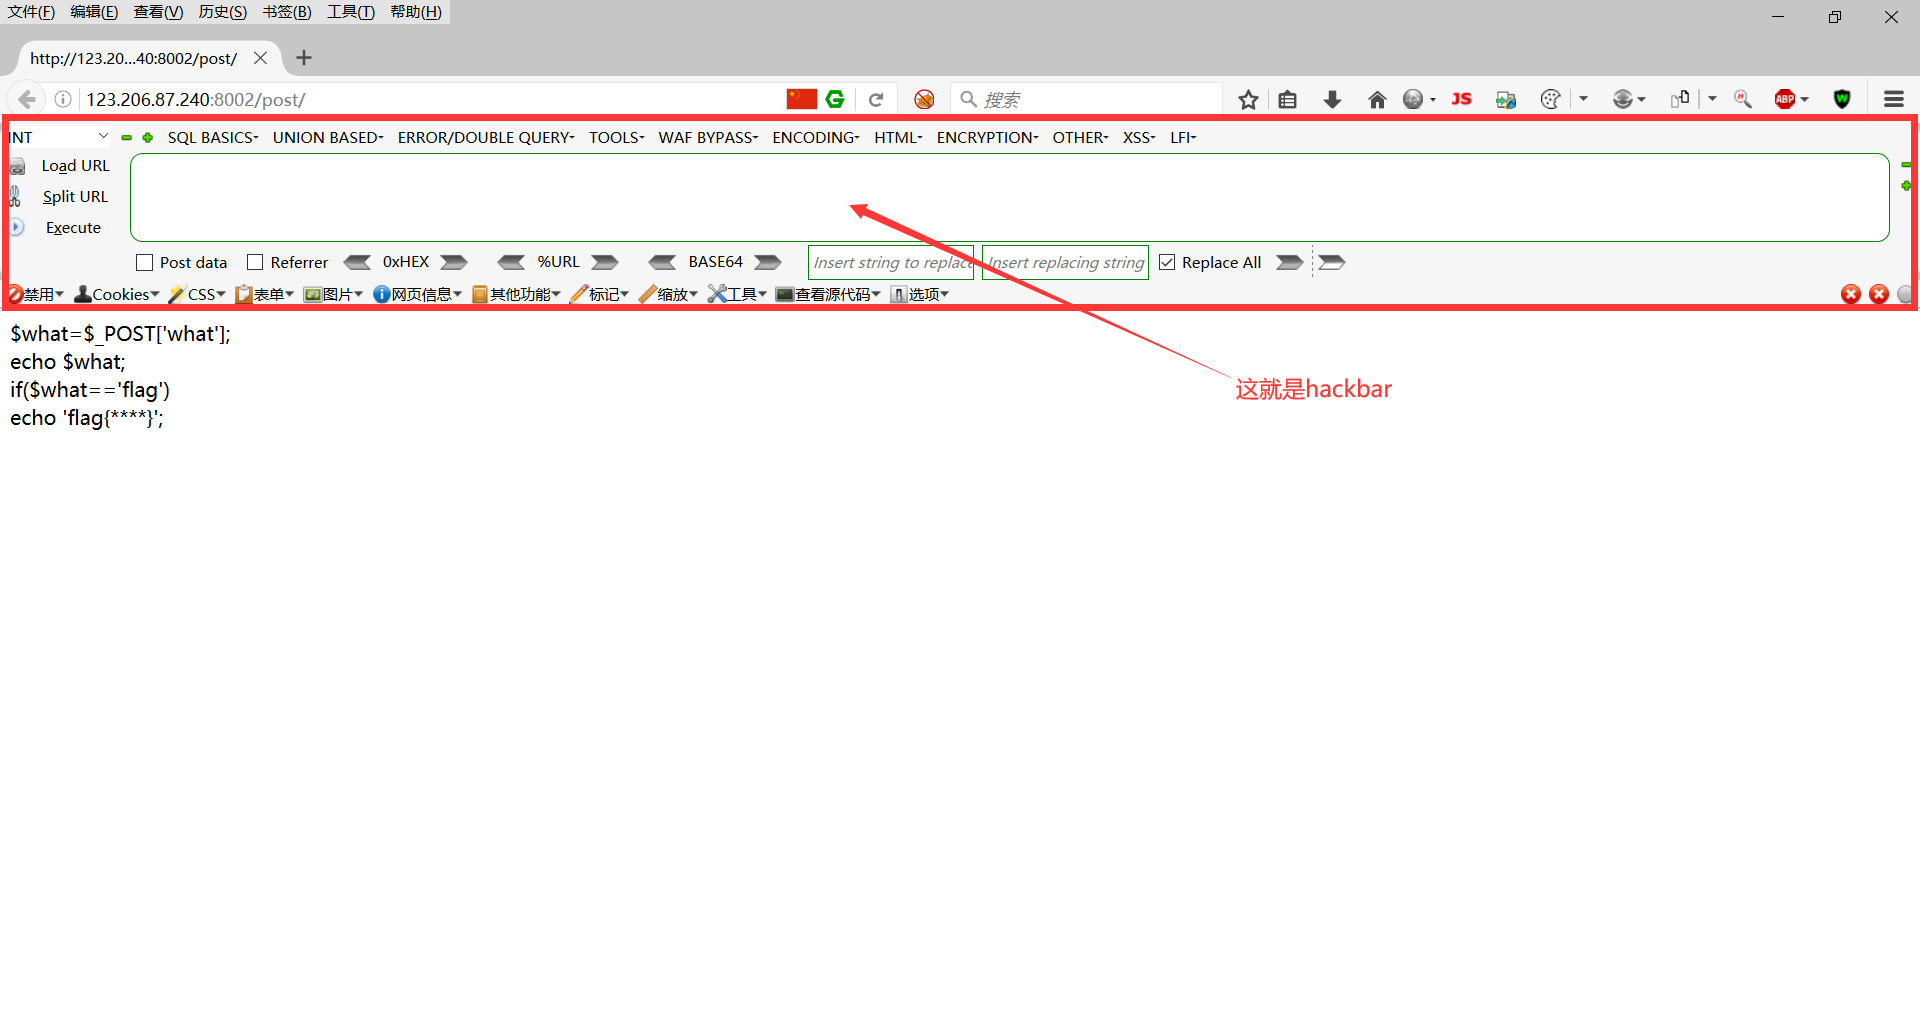 文件(F) 编辑(E) 查看(V) 历史(S) 书签(B) 工具(T) 帮助(H)
http://123.20...40:8002/post/
123.206.87.240:8002/post/
搜索
JS
ABP
INT
SQL BASICS
UNION BASED
ERROR/DOUBLE QUERY
TOOLS
WAF BYPASS
ENCODING
HTML
ENCRYPTION
OTHER
XSS
LFI
Load URL
Split URL
Execute
Post data
Referrer
0xHEX
%URL
BASE64
Insert string to replace
Insert replacing string
Replace All
禁用 Cookies CSS 表单 图片 网页信息 其他功能 标记 缩放 工具 查看源代码 选项
$what=$_POST['what'];
echo $what;
if($what=='flag')
echo 'flag{****}';
这就是hackbar